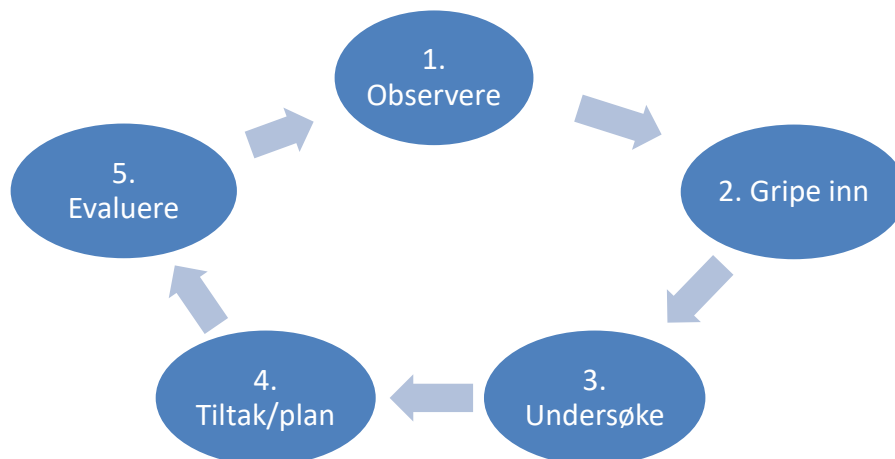 1.
Observere
2. Gripe inn
3.
Undersøke
4.
Tiltak/plan
5.
Evaluere